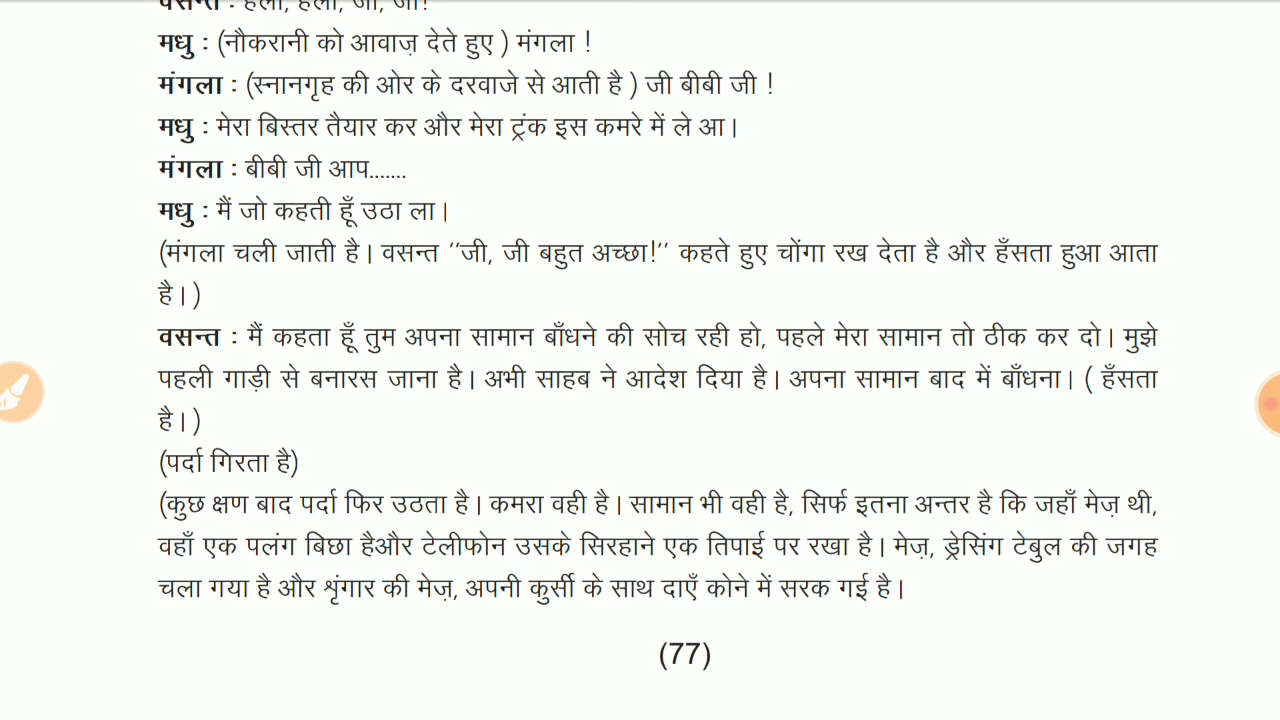 वसन्त : हेलो, हेलो, जी, जी!
मधु : (नौकरानी को आवाज़ देते हुए ) मंगला !
मंगला : (स्नानगृह की ओर के दरवाजे से आती है ) जी बीबी जी !
मधु : मेरा बिस्तर तैयार कर और मेरा ट्रंक इस कमरे में ले आ।
मंगला : बीबी जी आप.......
मधु : मैं जो कहती हूँ उठा ला।
(मंगला चली जाती है। वसन्त ''जी, जी बहुत अच्छा!'' कहते हुए चोंगा रख देता है और हँसता हुआ आता
है।)
वसन्त : मैं कहता हूँ तुम अपना सामान बाँधने की सोच रही हो, पहले मेरा सामान तो ठीक कर दो। मुझे
पहली गाड़ी से बनारस जाना है। अभी साहब ने आदेश दिया है। अपना सामान बाद में बाँधना। ( हँसता
है।)
(पर्दा गिरता है)
(कुछ क्षण बाद पर्दा फिर उठता है। कमरा वही है। सामान भी वही है, सिर्फ इतना अन्तर है कि जहाँ मेज़ थी,
वहाँ एक पलंग बिछा हैऔर टेलीफोन उसके सिरहाने एक तिपाई पर रखा है। मेज़, ड्रेसिंग टेबुल की जगह
चला गया है और शृंगार की मेज़, अपनी कुर्सी के साथ दाएँ कोने में सरक गई है।
(77)